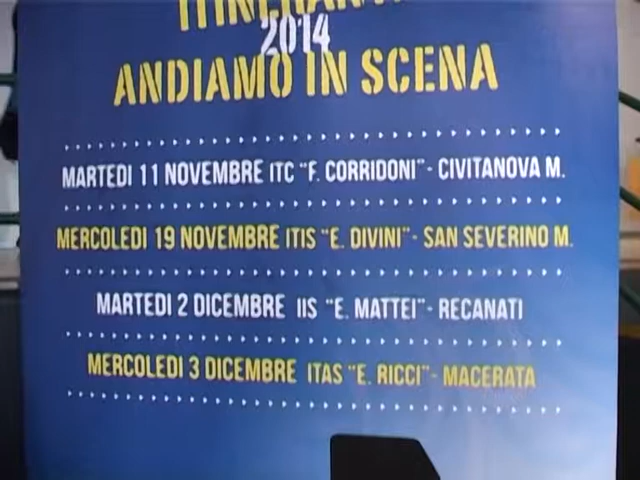 2014
ANDIAMO IN SCENA
MARTEDI 11 NOVEMBRE ITC "F. CORRIDONI" - CIVITANOVA M.
MERCOLEDI 19 NOVEMBRE ITIS "E. DIVINI" - SAN SEVERINO M.
MARTEDI 2 DICEMBRE IIS "E. MATTEI" - RECANATI
MERCOLEDI 3 DICEMBRE ITAS "E. RICCI" - MACERATA